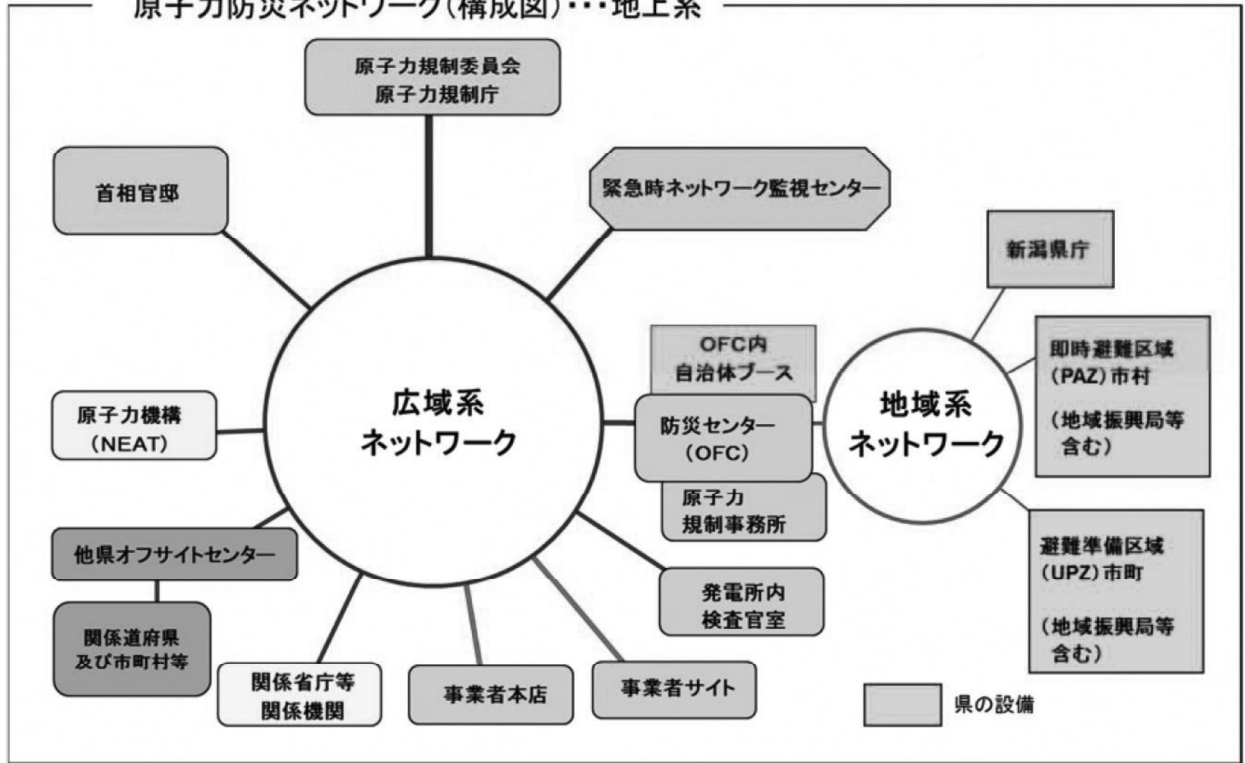 原子力防災ネットワーク(構成図)・・・地上系
原子力規制委員会
原子力規制庁
首相官邸
緊急時ネットワーク監視センター
新潟県庁
OFC内
自治体ブース
即時避難区域
(PAZ)市村
(地域振興局等
含む)
広域系
ネットワーク
原子力機構
(NEAT)
防災センター
(OFC)
地域系
ネットワーク
原子力
規制事務所
他県オフサイトセンター
避難準備区域
(UPZ)市町
(地域振興局等
含む)
発電所内
検査官室
関係道府県
及び市町村等
関係省庁等
関係機関
事業者本店
事業者サイト
県の設備